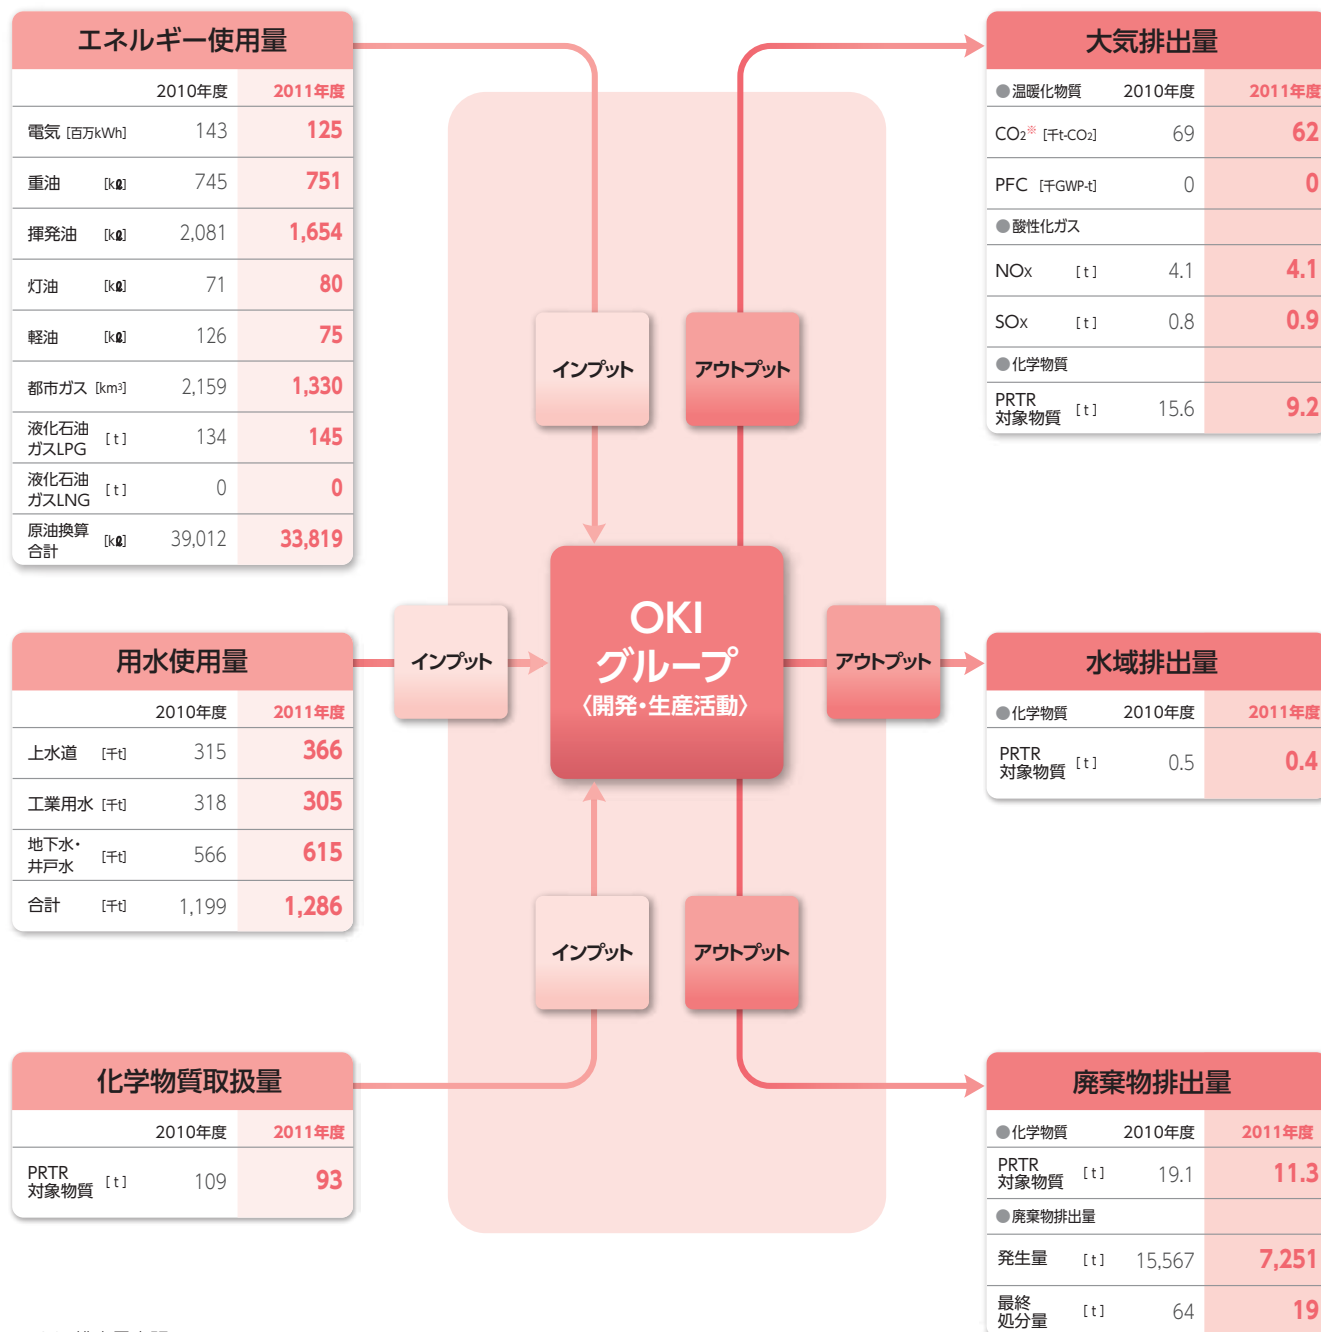 エネルギー使用量
2010年度 2011年度
電気 [百万kWh] 143 125
重油 [kℓ] 745 751
揮発油 [kℓ] 2,081 1,654
灯油 [kℓ] 71 80
軽油 [kℓ] 126 75
都市ガス [km³] 2,159 1,330
液化石油
ガスLPG [t] 134 145
液化石油
ガスLNG [t] 0 0
原油換算
合計 [kℓ] 39,012 33,819
用水使用量
2010年度 2011年度
上水道 [千t] 315 366
工業用水 [千t] 318 305
地下水・
井戸水 [千t] 566 615
合計 [千t] 1,199 1,286
化学物質取扱量
2010年度 2011年度
PRTR
対象物質 [t] 109 93
インプット
インプット
インプット
OKI
グループ
〈開発・生産活動〉
アウトプット
アウトプット
アウトプット
大気排出量
●温暖化物質 2010年度 2011年度
CO₂※ [千t-CO₂] 69 62
PFC [千GWP-t] 0 0
●酸性化ガス
NOx [t] 4.1 4.1
SOx [t] 0.8 0.9
●化学物質
PRTR
対象物質 [t] 15.6 9.2
水域排出量
●化学物質 2010年度 2011年度
PRTR
対象物質 [t] 0.5 0.4
廃棄物排出量
●化学物質 2010年度 2011年度
PRTR
対象物質 [t] 19.1 11.3
●廃棄物排出量
発生量 [t] 15,567 7,251
最終
処分量 [t] 64 19